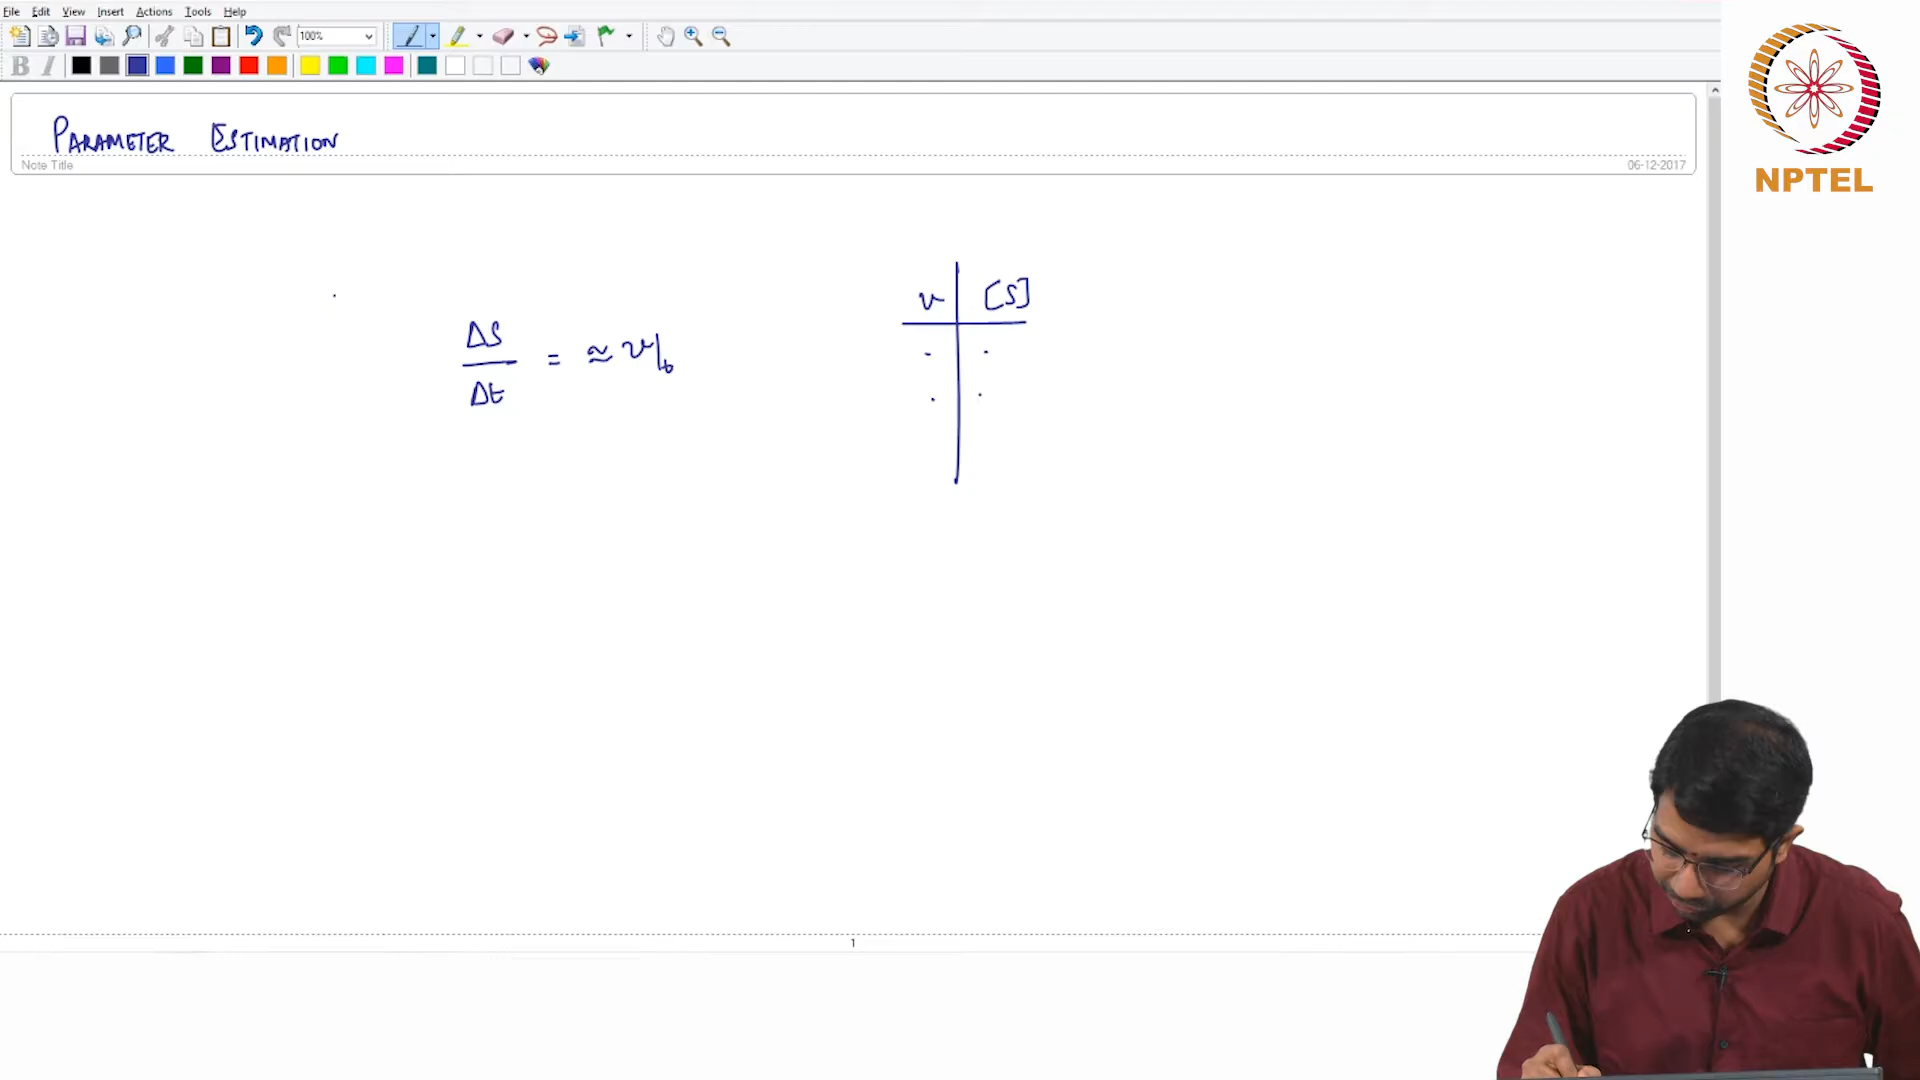 File Edit View Insert Actions Tools Help
100%
B I
PARAMETER ESTIMATION
Note Title
06-12-2017
NPTEL
v [S]
ΔS
Δt
= ≈ v|₀
1